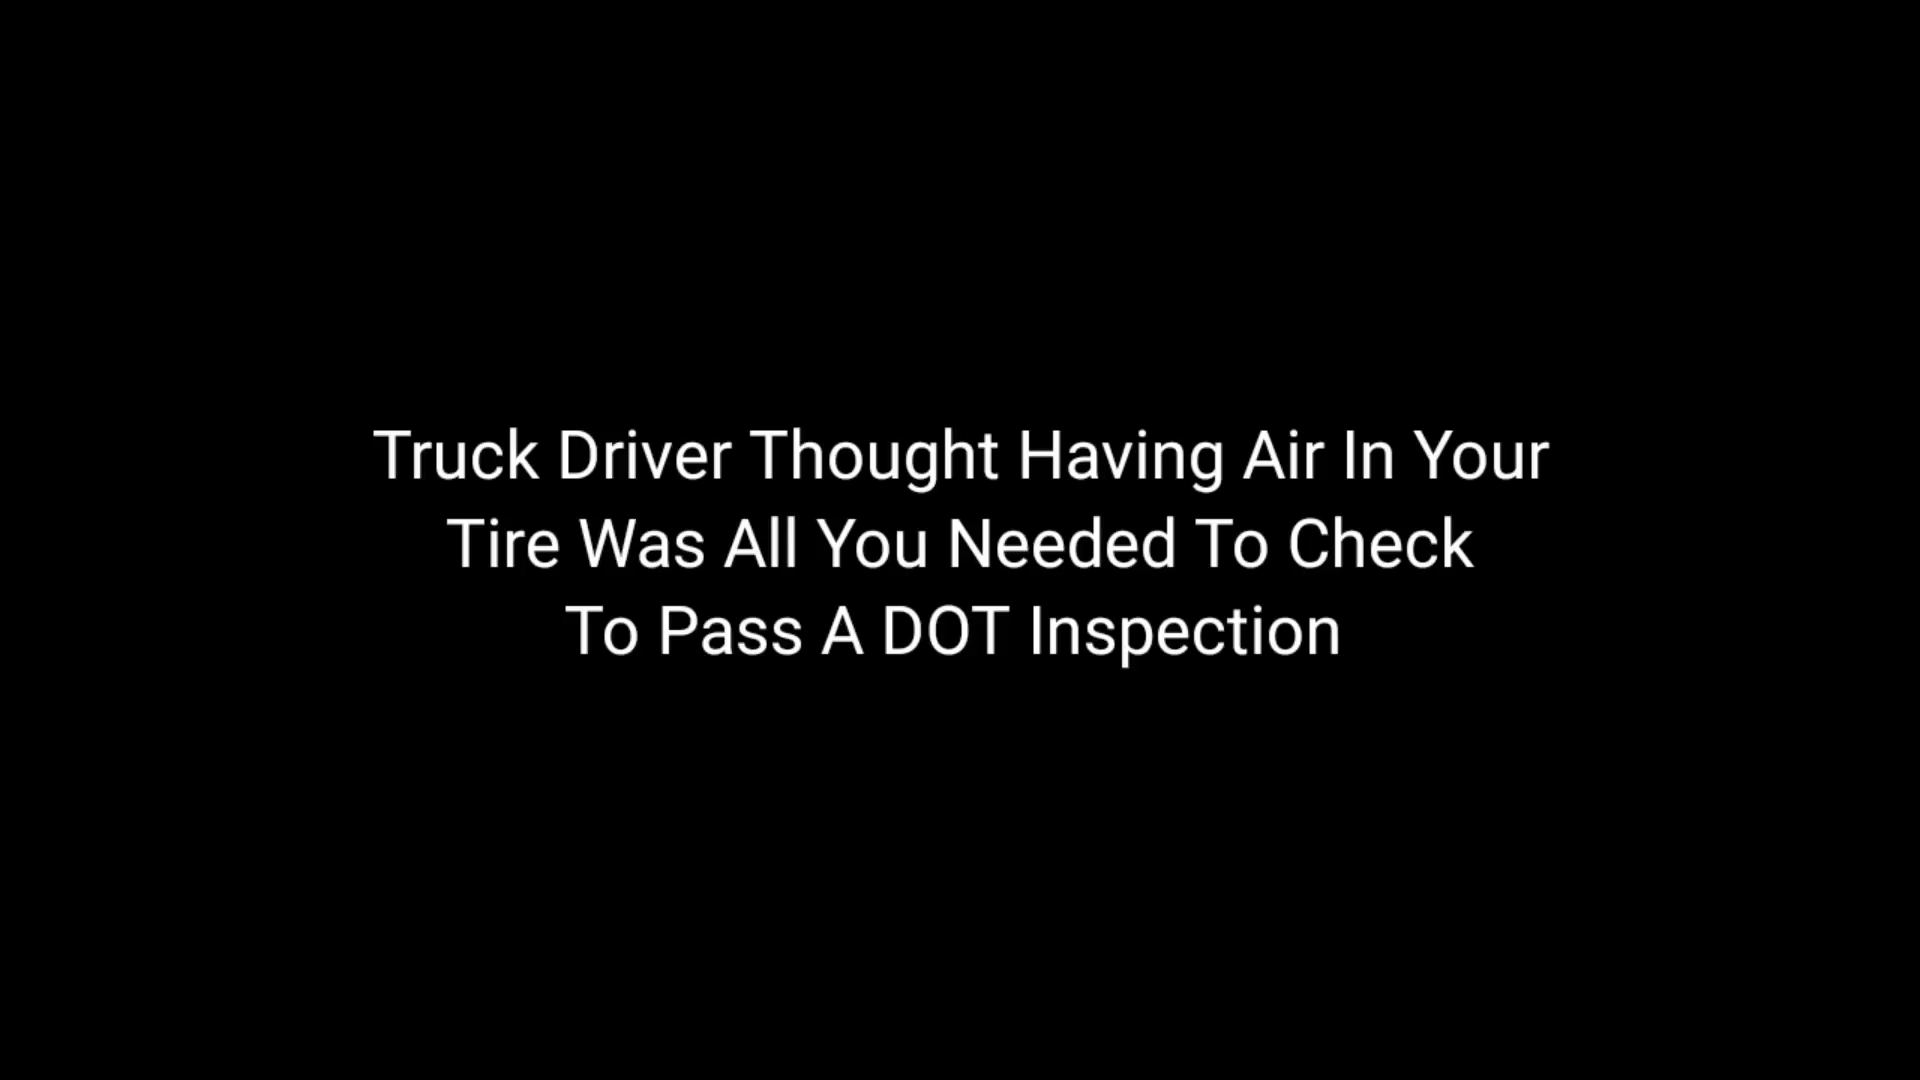 Truck Driver Thought Having Air In Your
Tire Was All You Needed To Check
To Pass A DOT Inspection